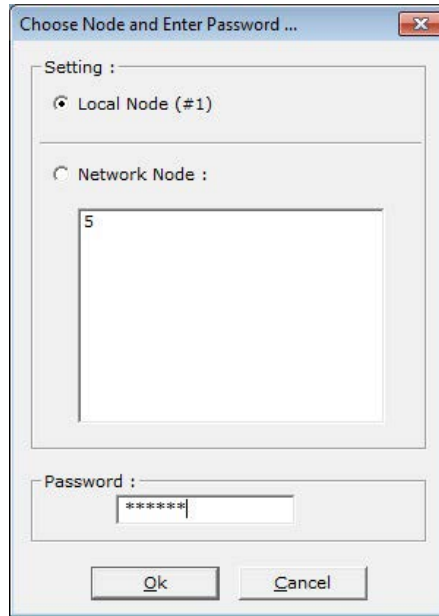 Choose Node and Enter Password ...
Setting :
Local Node (#1)
Network Node :
5
Password :
******
Ok
Cancel